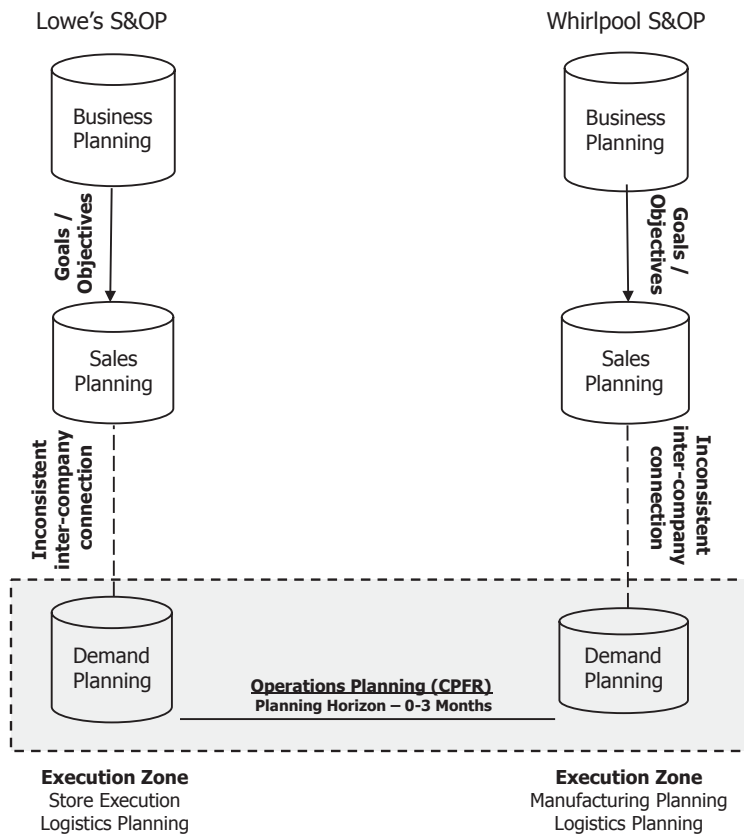 Lowe's S&OP
Whirlpool S&OP
Business
Planning
Business
Planning
Goals /
Objectives
Goals /
Objectives
Sales
Planning
Sales
Planning
Inconsistent
inter-company
connection
Inconsistent
inter-company
connection
Demand
Planning
Operations Planning (CPFR)
Planning Horizon – 0-3 Months
Demand
Planning
Execution Zone
Store Execution
Logistics Planning
Execution Zone
Manufacturing Planning
Logistics Planning